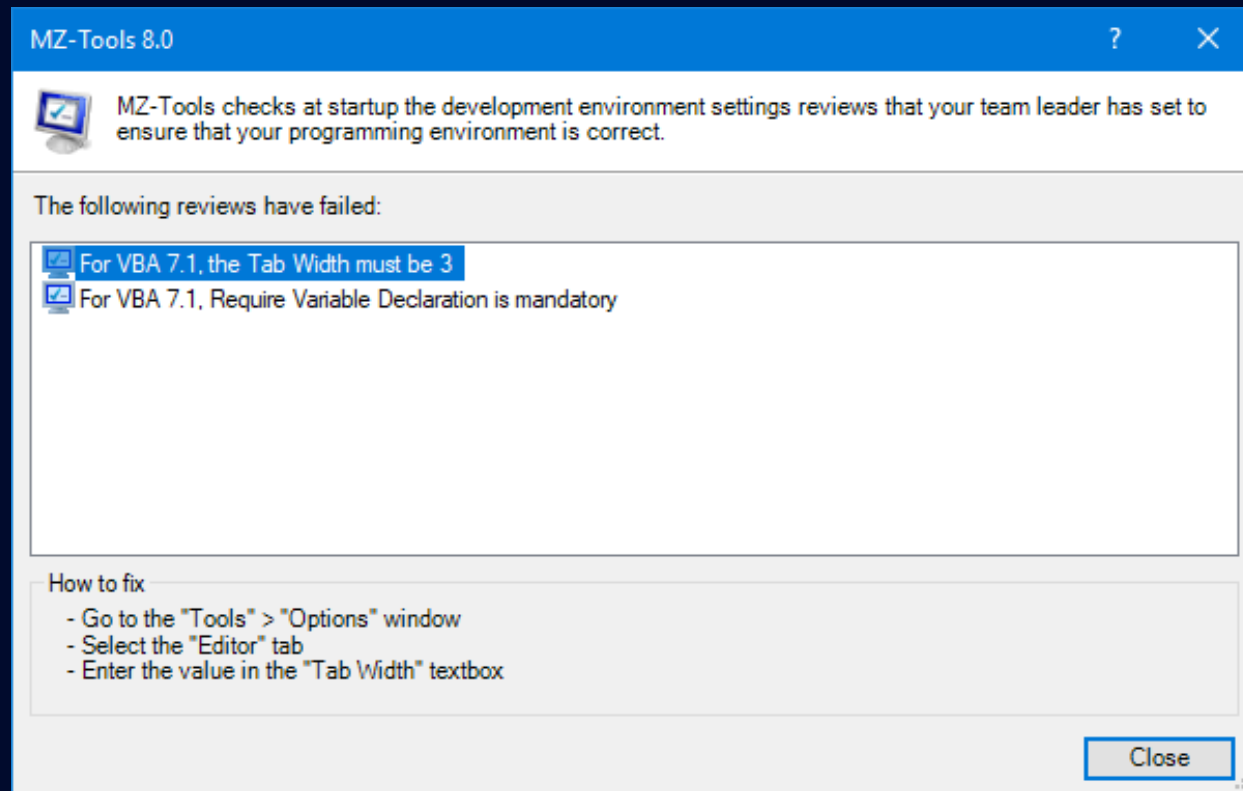 MZ-Tools 8.0
?
MZ-Tools checks at startup the development environment settings reviews that your team leader has set to
ensure that your programming environment is correct.
The following reviews have failed:
For VBA 7.1, the Tab Width must be 3
For VBA 7.1, Require Variable Declaration is mandatory
How to fix
- Go to the "Tools" > "Options" window
- Select the "Editor" tab
- Enter the value in the "Tab Width" textbox
Close